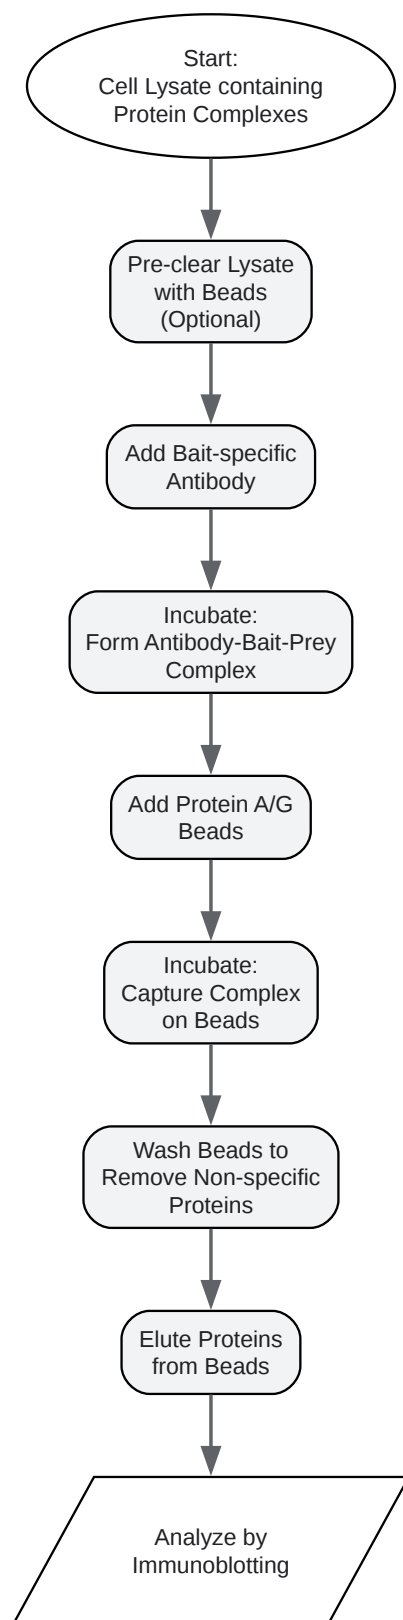 Start:
Cell Lysate containing
Protein Complexes
Pre-clear Lysate
with Beads
(Optional)
Add Bait-specific
Antibody
Incubate:
Form Antibody-Bait-Prey
Complex
Add Protein A/G
Beads
Incubate:
Capture Complex
on Beads
Wash Beads to
Remove Non-specific
Proteins
Elute Proteins
from Beads
Analyze by
Immunoblotting